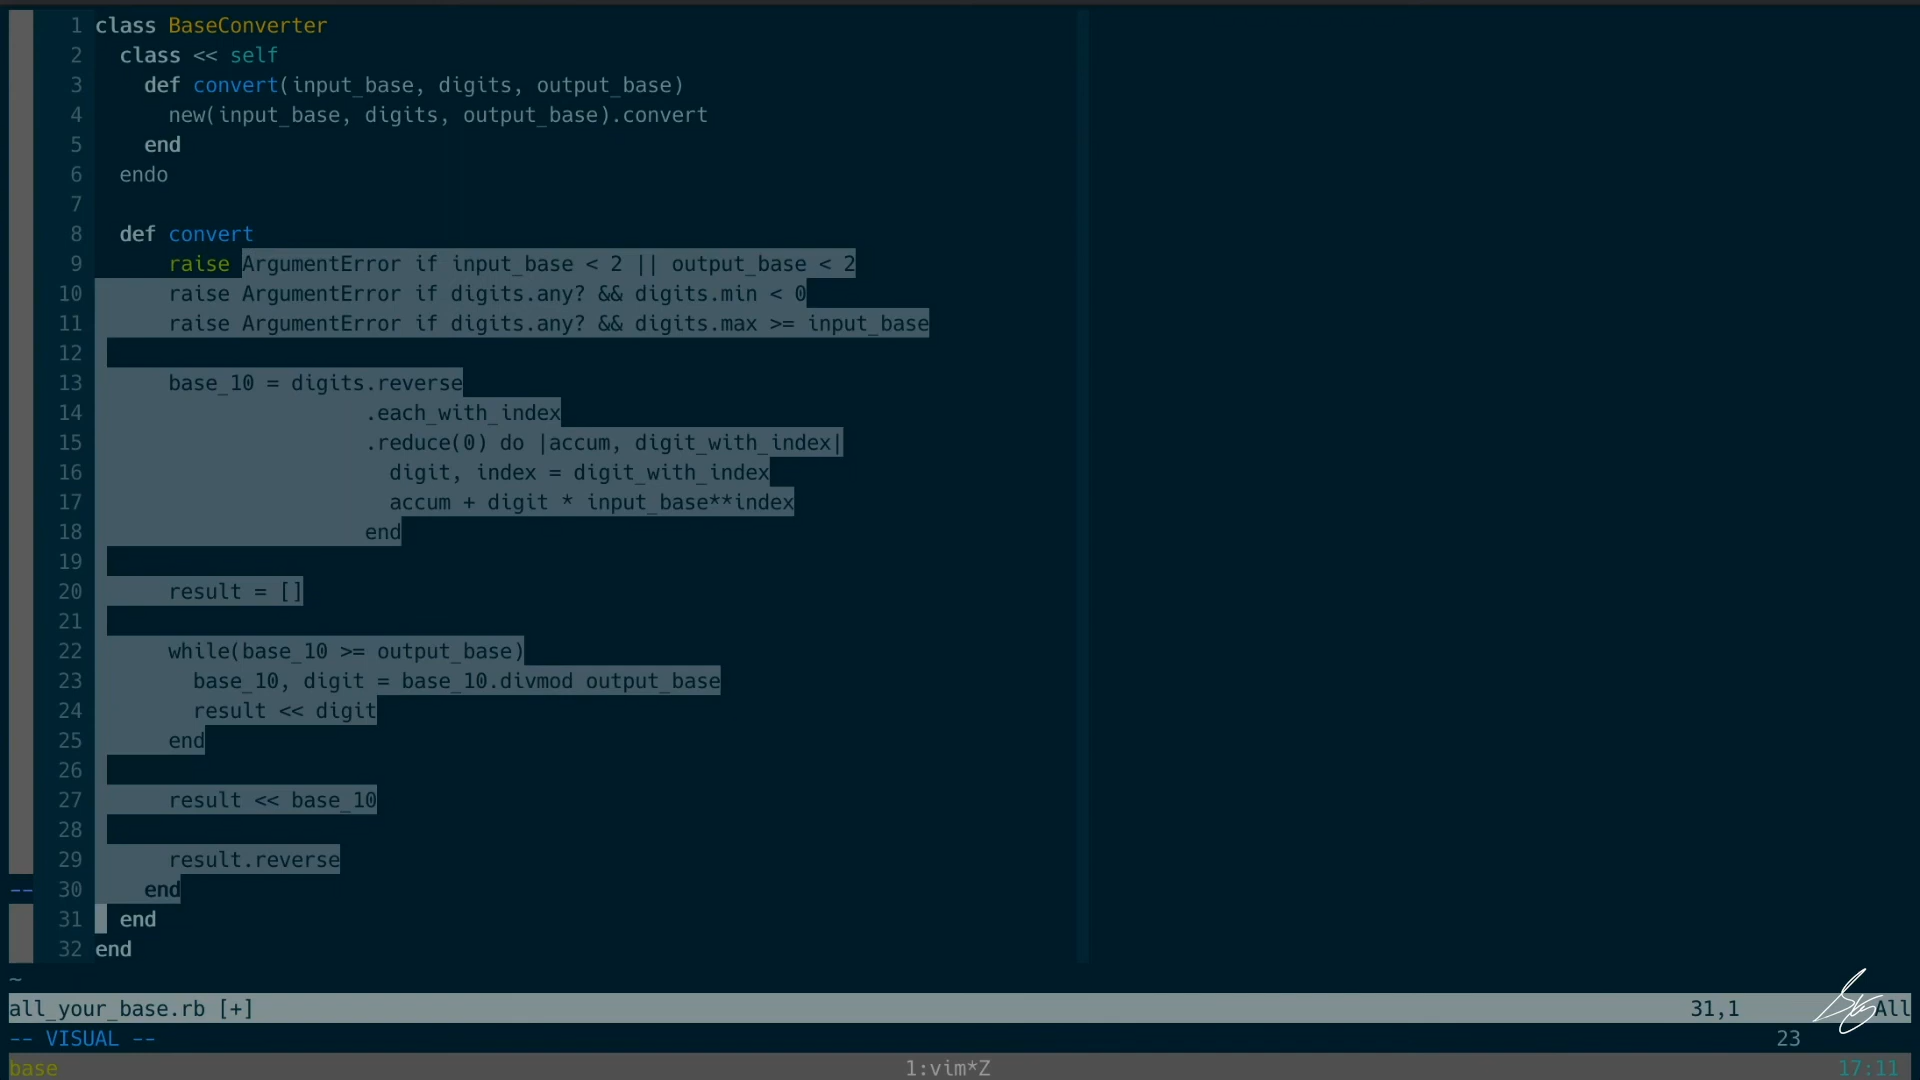 1 class BaseConverter
2   class << self
3     def convert(input_base, digits, output_base)
4       new(input_base, digits, output_base).convert
5     end
6   endo
7
8   def convert
9       raise ArgumentError if input_base < 2 || output_base < 2
10       raise ArgumentError if digits.any? && digits.min < 0
11       raise ArgumentError if digits.any? && digits.max >= input_base
12
13       base_10 = digits.reverse
14                       .each_with_index
15                       .reduce(0) do |accum, digit_with_index|
16                         digit, index = digit_with_index
17                         accum + digit * input_base**index
18                       end
19
20       result = []
21
22       while(base_10 >= output_base)
23         base_10, digit = base_10.divmod output_base
24         result << digit
25       end
26
27       result << base_10
28
29       result.reverse
-- 30     end
31   end
32 end
~
all_your_base.rb [+] 31,1 All
-- VISUAL -- 23
base 1:vim*Z 17:11